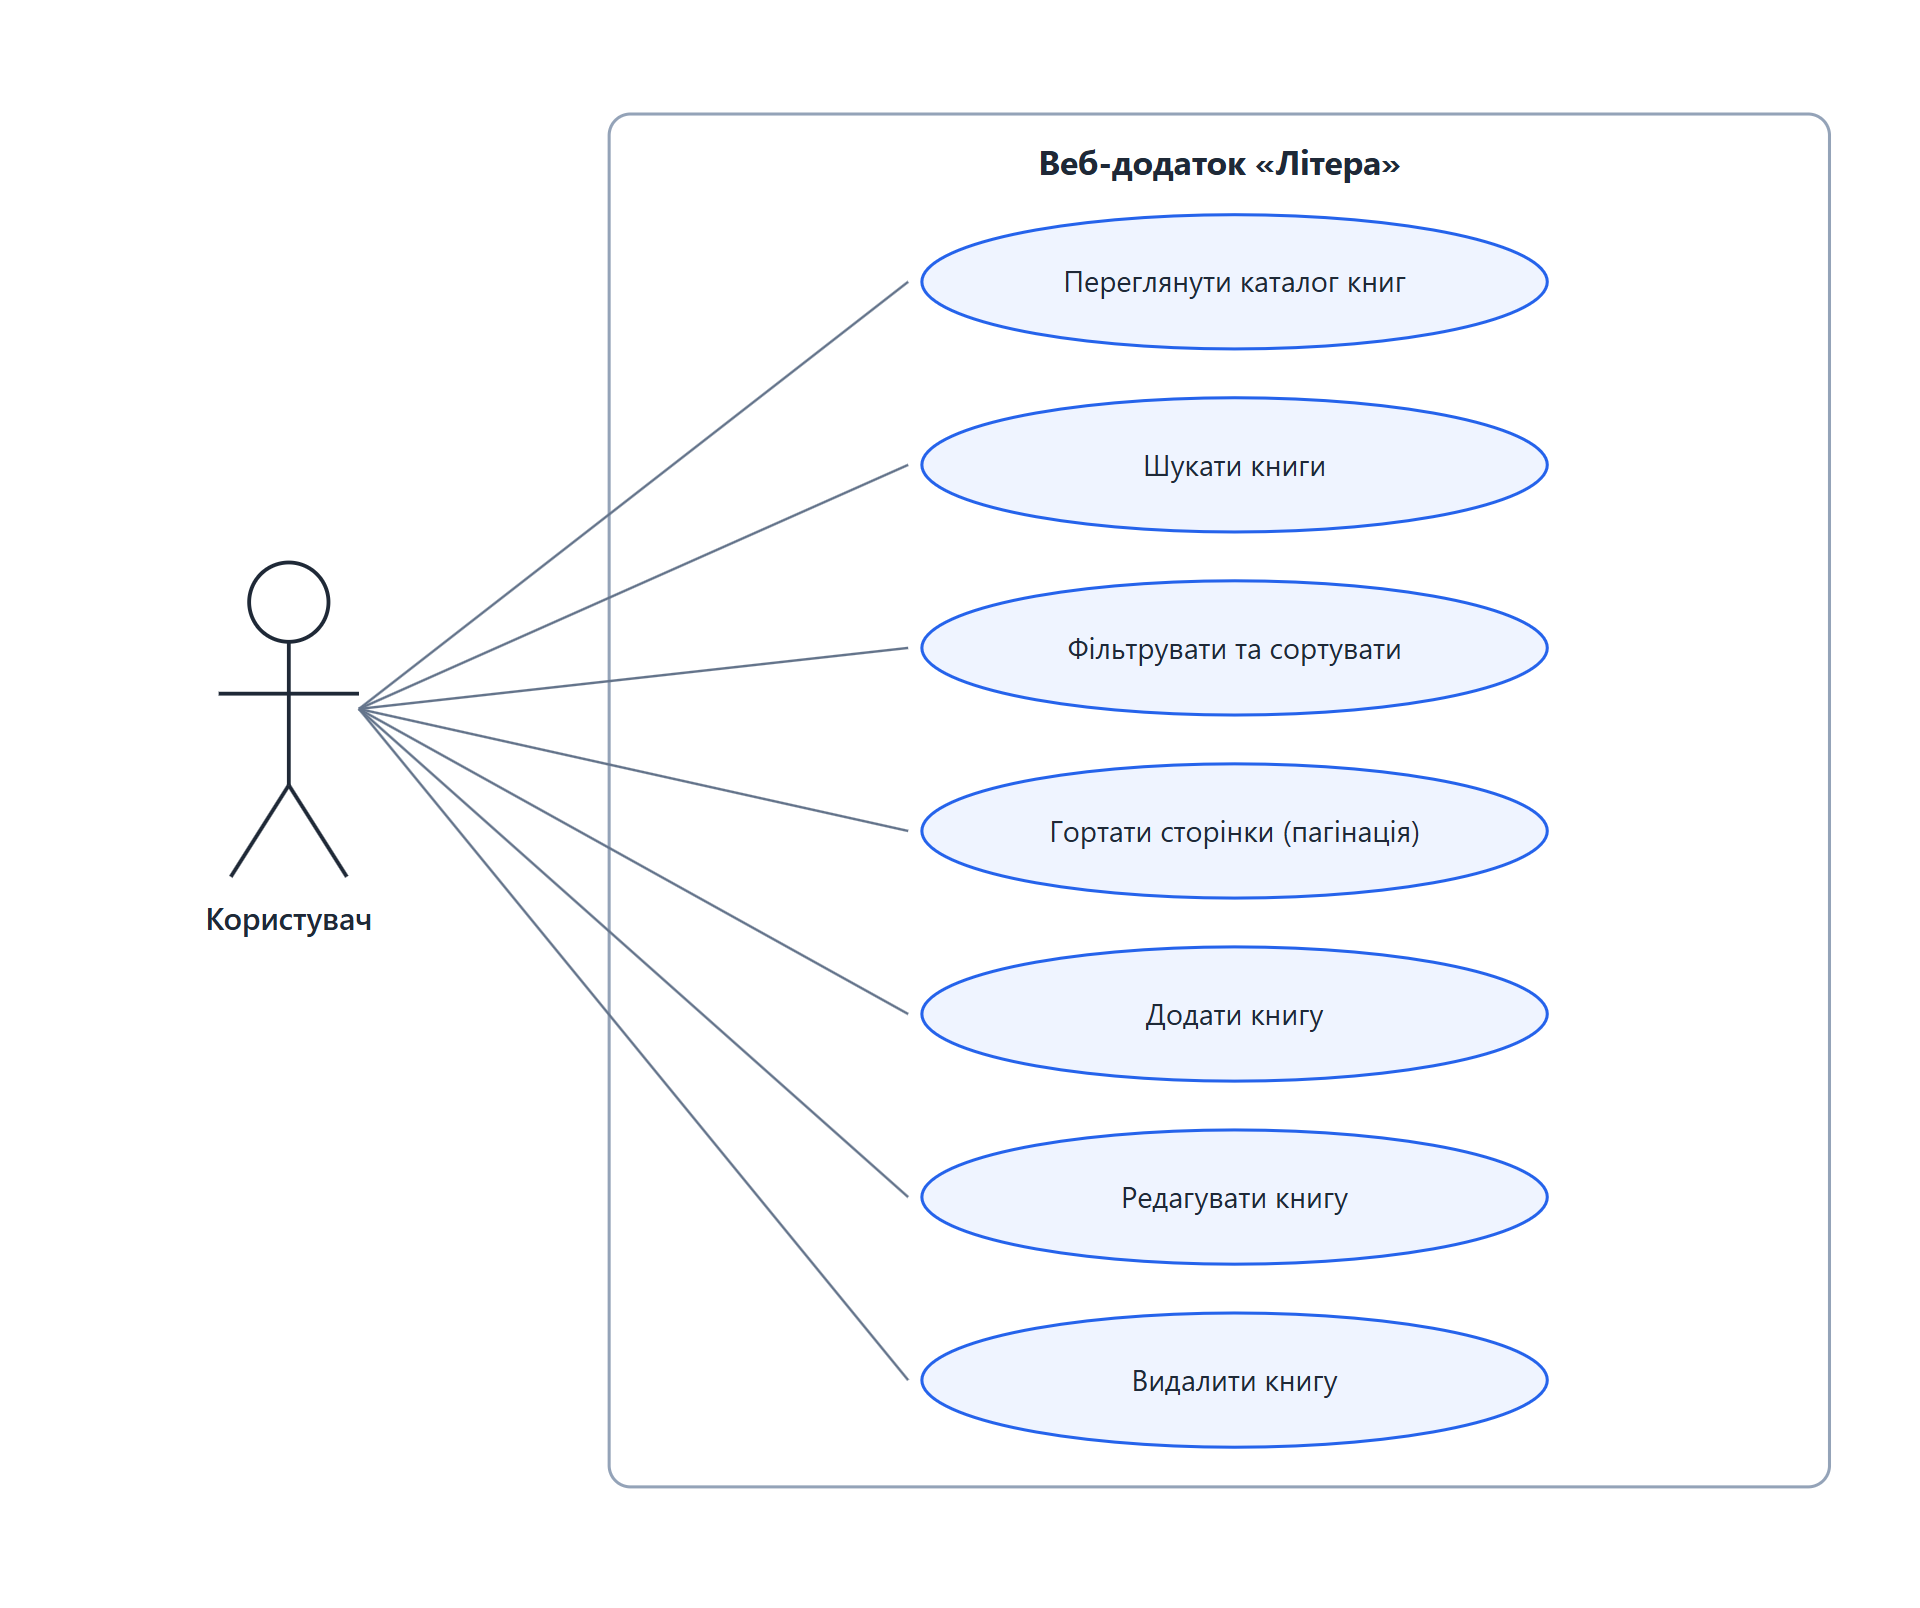 Веб-додаток «Літера»
Переглянути каталог книг
Шукати книги
Фільтрувати та сортувати
Гортати сторінки (пагінація)
Користувач
Додати книгу
Редагувати книгу
Видалити книгу